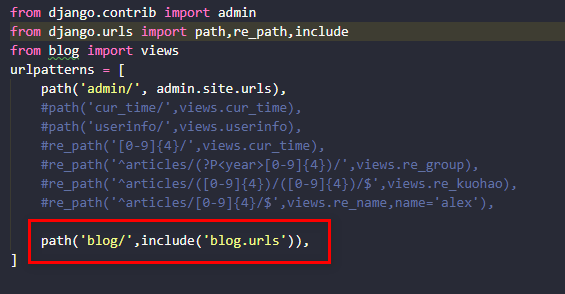 from django.contrib import admin
from django.urls import path,re_path,include
from blog import views
urlpatterns = [
    path('admin/', admin.site.urls),
    #path('cur_time/',views.cur_time),
    #path('userinfo/',views.userinfo),
    #re_path('[0-9]{4}/',views.cur_time),
    #re_path('^articles/(?P<year>[0-9]{4})/',views.re_group),
    #re_path('^articles/([0-9]{4})/([0-9]{4})/$',views.re_kuohao),
    #re_path('^articles/[0-9]{4}/$',views.re_name,name='alex'),
    path('blog/',include('blog.urls')),
]